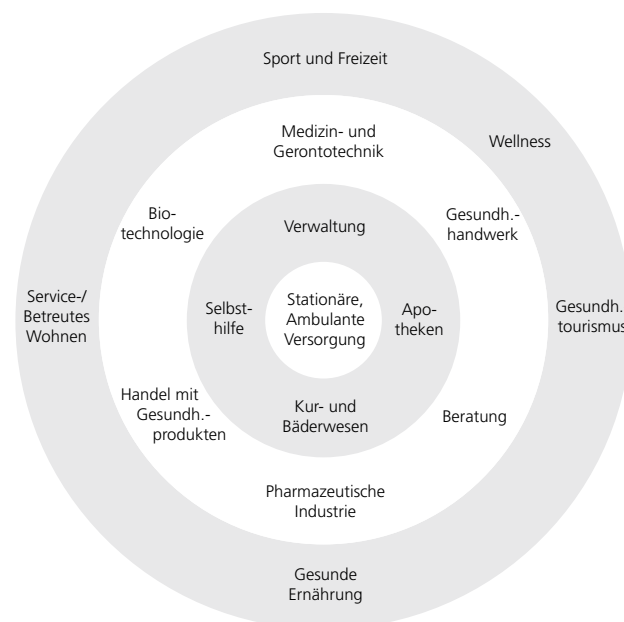 Sport und Freizeit
Medizin- und
Gerontotechnik
Wellness
Bio-
technologie
Verwaltung
Gesundh.-
handwerk
Service-/
Betreutes
Wohnen
Selbst-
hilfe
Stationäre,
Ambulante
Versorgung
Apo-
theken
Gesundh.-
tourismus
Handel mit
Gesundh.-
produkten
Kur- und
Bäderwesen
Beratung
Pharmazeutische
Industrie
Gesunde
Ernährung